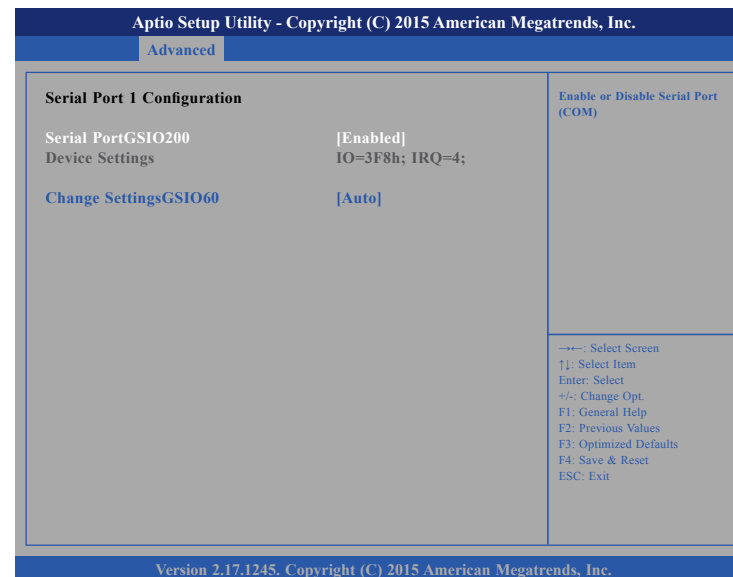 Aptio Setup Utility - Copyright (C) 2015 American Megatrends, Inc.
Advanced
Serial Port 1 Configuration
Serial PortGSIO200 [Enabled]
Device Settings IO=3F8h; IRQ=4;
Change SettingsGSIO60 [Auto]
Enable or Disable Serial Port
(COM)
→←: Select Screen
↑↓: Select Item
Enter: Select
+/-: Change Opt.
F1: General Help
F2: Previous Values
F3: Optimized Defaults
F4: Save & Reset
ESC: Exit
Version 2.17.1245. Copyright (C) 2015 American Megatrends, Inc.